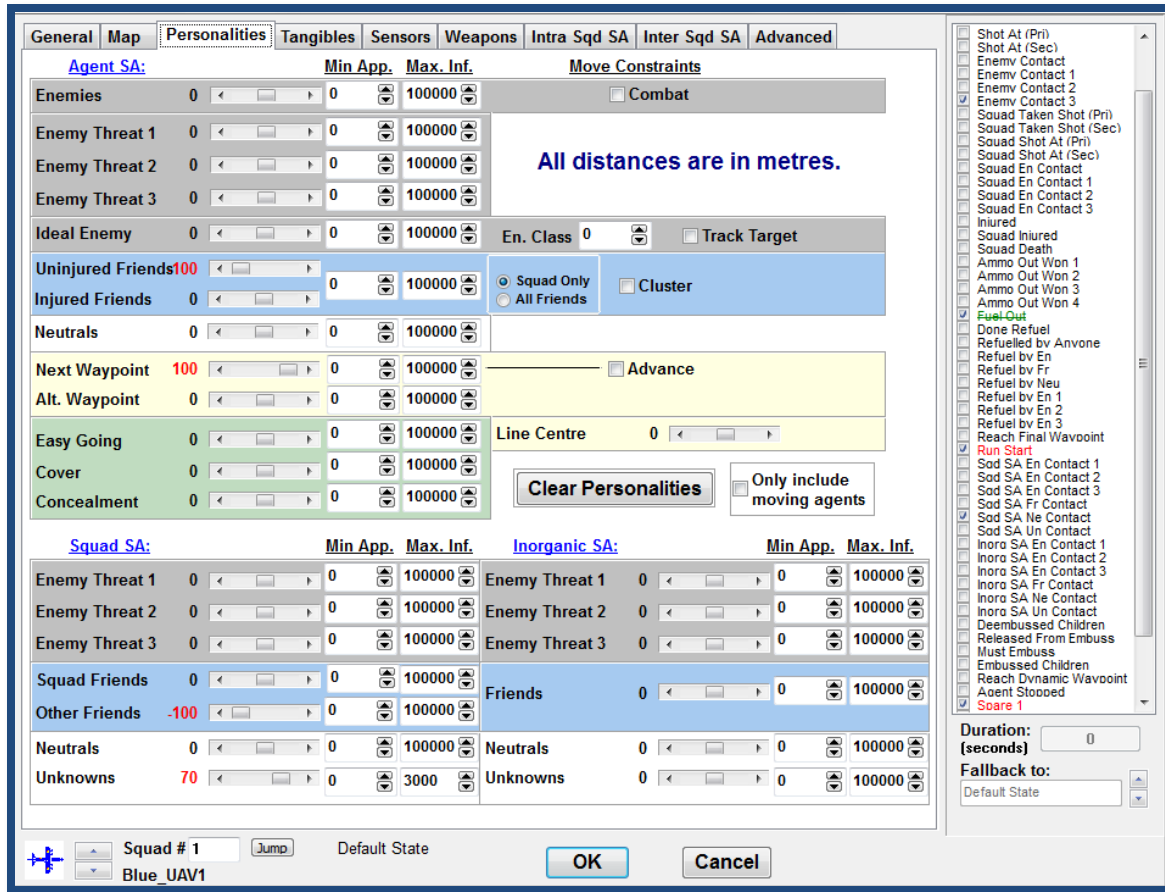 General Map Personalities Tangibles Sensors Weapons Intra Sqd SA Inter Sqd SA Advanced
Agent SA: Min App. Max. Inf. Move Constraints
Enemies 0 0 100000 Combat
Enemy Threat 1 0 0 100000
Enemy Threat 2 0 0 100000
All distances are in metres.
Enemy Threat 3 0 0 100000
Ideal Enemy 0 0 100000 En. Class 0 Track Target
Uninjured Friends 100
0 100000 Squad Only Cluster
Injured Friends 0 All Friends
Neutrals 0 0 100000
Next Waypoint 100 0 100000 Advance
Alt. Waypoint 0 0 100000
Easy Going 0 0 100000 Line Centre 0
Cover 0 0 100000
Concealment 0 0 100000
Clear Personalities
Only include
moving agents
Squad SA: Min App. Max. Inf.
Enemy Threat 1 0 0 100000
Enemy Threat 2 0 0 100000
Enemy Threat 3 0 0 100000
Squad Friends 0 0 100000
Other Friends -100 0 100000
Neutrals 0 0 100000
Unknowns 70 0 3000
Inorganic SA: Min App. Max. Inf.
Enemy Threat 1 0 0 100000
Enemy Threat 2 0 0 100000
Enemy Threat 3 0 0 100000
Friends 0 0 100000
Neutrals 0 0 100000
Unknowns 0 0 100000
Shot At (Pri)
Shot At (Sec)
Enemy Contact
Enemy Contact 1
Enemy Contact 2
Enemy Contact 3
Squad Taken Shot (Pri)
Squad Taken Shot (Sec)
Squad Shot At (Pri)
Squad Shot At (Sec)
Squad En Contact
Squad En Contact 1
Squad En Contact 2
Squad En Contact 3
Injured
Squad Injured
Squad Death
Ammo Out Wpn 1
Ammo Out Wpn 2
Ammo Out Wpn 3
Ammo Out Wpn 4
Fuel Out
Done Refuel
Refuelled by Anyone
Refuel by En
Refuel by Fr
Refuel by Neu
Refuel by En 1
Refuel by En 2
Refuel by En 3
Reach Final Waypoint
Run Start
Sqd SA En Contact 1
Sqd SA En Contact 2
Sqd SA En Contact 3
Sqd SA Fr Contact
Sqd SA Ne Contact
Sqd SA Un Contact
Inorg SA En Contact 1
Inorg SA En Contact 2
Inorg SA En Contact 3
Inorg SA Fr Contact
Inorg SA Ne Contact
Inorg SA Un Contact
Deembussed Children
Released From Embuss
Must Embuss
Embussed Children
Reach Dynamic Waypoint
Agent Stopped
Spare 1
Duration:
(seconds) 0
Fallback to:
Default State
Squad # 1 Jump Default State
Blue_UAV1
OK Cancel